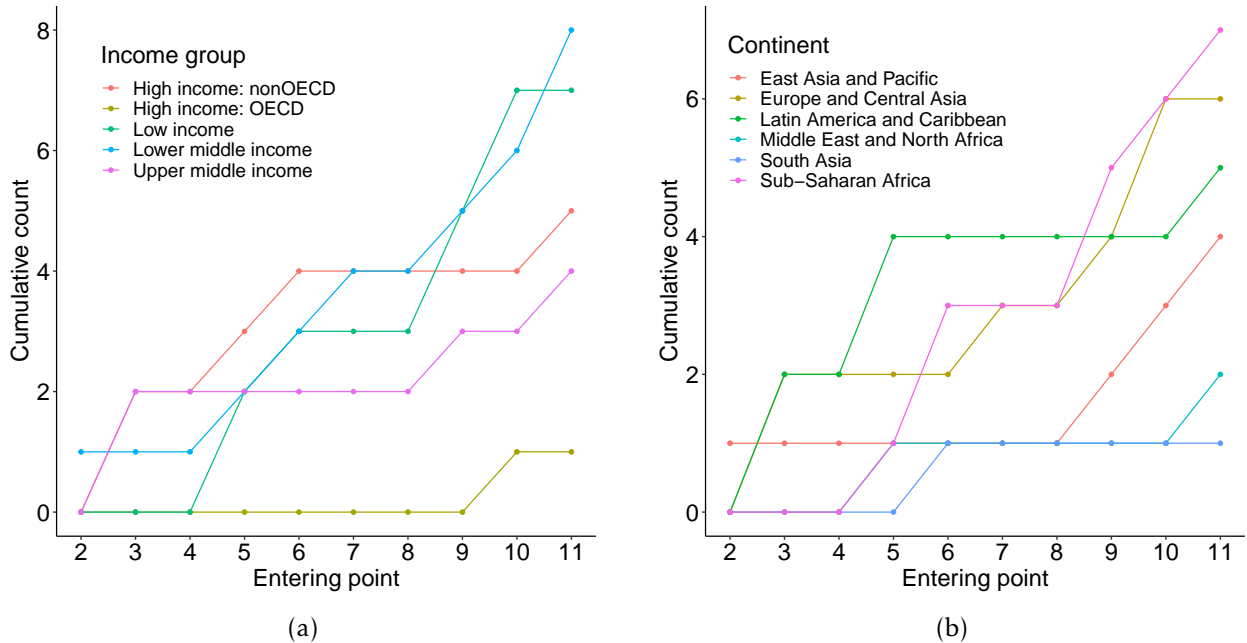 Income group
High income: nonOECD
High income: OECD
Low income
Lower middle income
Upper middle income
Cumulative count
8
6
4
2
0
2 3 4 5 6 7 8 9 10 11
Entering point
(a)
Continent
East Asia and Pacific
Europe and Central Asia
Latin America and Caribbean
Middle East and North Africa
South Asia
Sub−Saharan Africa
Cumulative count
6
4
2
0
2 3 4 5 6 7 8 9 10 11
Entering point
(b)